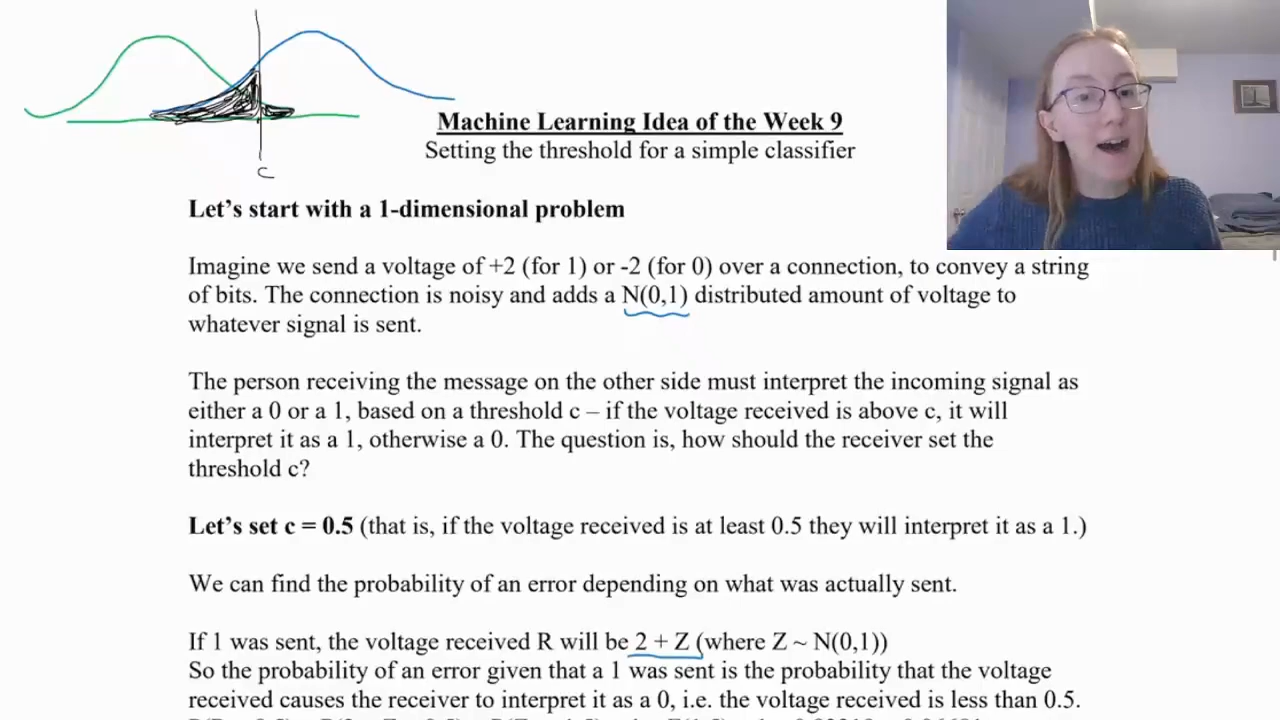 c
Machine Learning Idea of the Week 9
Setting the threshold for a simple classifier
Let's start with a 1-dimensional problem
Imagine we send a voltage of +2 (for 1) or -2 (for 0) over a connection, to convey a string
of bits. The connection is noisy and adds a N(0,1) distributed amount of voltage to
whatever signal is sent.
The person receiving the message on the other side must interpret the incoming signal as
either a 0 or a 1, based on a threshold c – if the voltage received is above c, it will
interpret it as a 1, otherwise a 0. The question is, how should the receiver set the
threshold c?
Let's set c = 0.5 (that is, if the voltage received is at least 0.5 they will interpret it as a 1.)
We can find the probability of an error depending on what was actually sent.
If 1 was sent, the voltage received R will be 2 + Z (where Z ~ N(0,1))
So the probability of an error given that a 1 was sent is the probability that the voltage
received causes the receiver to interpret it as a 0, i.e. the voltage received is less than 0.5.